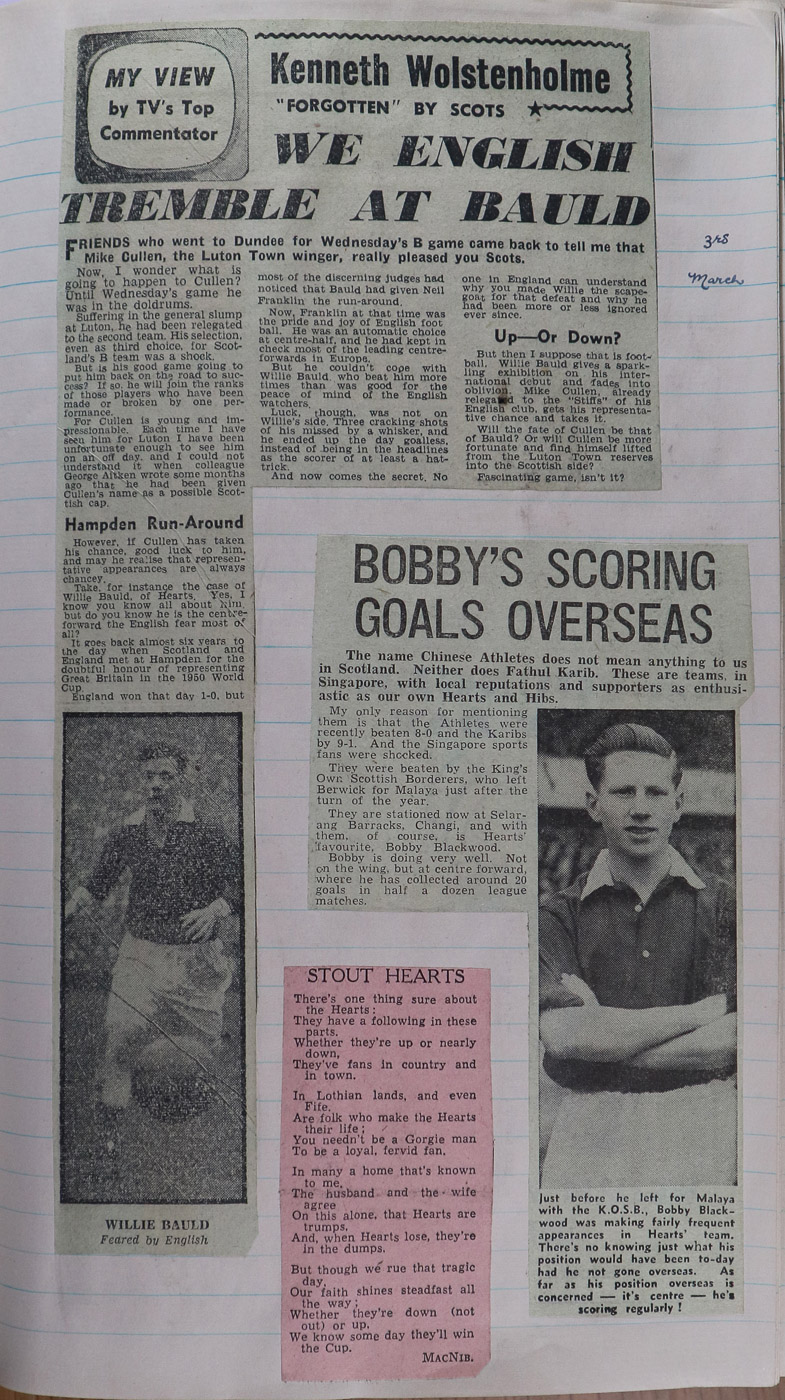 MY VIEW
by TV's Top
Commentator
Kenneth Wolstenholme
"FORGOTTEN" BY SCOTS
WE ENGLISH
TREMBLE AT BAULD
FRIENDS who went to Dundee for Wednesday's B game came back to tell me that
Mike Cullen, the Luton Town winger, really pleased you Scots.
Now, I wonder what is
going to happen to Cullen?
Until Wednesday's game he
was in the doldrums.
Suffering in the general slump
at Luton, he had been relegated
to the second team. His selection,
even as third choice, for Scot-
land's B team was a shock.
But is his good game going to
put him back on the road to suc-
cess? If so, he will join the ranks
of those players who have been
made or broken by one per-
formance.
For Cullen is young and im-
pressionable. Each time I have
seen him for Luton I have been
unfortunate enough to see him
on an off day, and I could not
understand it when colleague
George Aitken wrote some months
ago that he had been given
Cullen's name as a possible Scot-
tish cap.
Hampden Run-Around
However, if Cullen has taken
his chance, good luck to him,
and may he realise that represen-
tative appearances are always
chancey.
Take, for instance the case of
Willie Bauld, of Hearts. Yes, I
know you know all about him,
but do you know he is the centre-
forward the English fear most of
all?
It goes back almost six years to
the day when Scotland and
England met at Hampden for the
doubtful honour of representing
Great Britain in the 1950 World
Cup.
England won that day 1-0, but
most of the discerning judges had
noticed that Bauld had given Neil
Franklin the run-around.
Now, Franklin at that time was
the pride and joy of English foot
ball. He was an automatic choice
at centre-half, and he had kept in
check most of the leading centre-
forwards in Europe.
But he couldn't cope with
Willie Bauld, who beat him more
times than was good for the
peace of mind of the English
watchers.
Luck, though, was not on
Willie's side. Three cracking shots
of his missed by a whisker, and
he ended up the day goalless,
instead of being in the headlines
as the scorer of at least a hat-
trick.
And now comes the secret. No
one in England can understand
why you made Willie the scape-
goat for that defeat and why he
had been more or less ignored
ever since.
Up—Or Down?
But then I suppose that is foot-
ball. Willie Bauld gives a spark-
ling exhibition on his inter-
national debut and fades into
oblivion. Mike Cullen, already
relegated to the "Stiffs" of his
English club, gets his representa-
tive chance and takes it.
Will the fate of Cullen be that
of Bauld? Or will Cullen be more
fortunate and find himself lifted
from the Luton Town reserves
into the Scottish side?
Fascinating game, isn't it?
March
WILLIE BAULD
Feared by English
BOBBY'S SCORING
GOALS OVERSEAS
The name Chinese Athletes does not mean anything to us
in Scotland. Neither does Fathul Karib. These are teams, in
Singapore, with local reputations and supporters as enthusi-
astic as our own Hearts and Hibs.
My only reason for mentioning
them is that the Athletes were
recently beaten 8-0 and the Karibs
by 9-1. And the Singapore sports
fans were shocked.
They were beaten by the King's
Own Scottish Borderers, who left
Berwick for Malaya just after the
turn of the year.
They are stationed now at Selar-
ang Barracks, Changi, and with
them, of course, is Hearts'
favourite, Bobby Blackwood.
Bobby is doing very well. Not
on the wing, but at centre forward,
where he has collected around 20
goals in half a dozen league
matches.
Just before he left for Malaya
with the K.O.S.B., Bobby Black-
wood was making fairly frequent
appearances in Hearts' team.
There's no knowing just what his
position would have been to-day
had he not gone overseas. As
far as his position overseas is
concerned — it's centre — he's
scoring regularly!
STOUT HEARTS
There's one thing sure about
the Hearts:
They have a following in these
parts.
Whether they're up or nearly
down,
They've fans in country and
in town.
In Lothian lands, and even
Fife.
Are folk who make the Hearts
their life;
You needn't be a Gorgie man
To be a loyal, fervid fan.
In many a home that's known
to me,
The husband and the wife
agree
On this alone, that Hearts are
trumps,
And, when Hearts lose, they're
in the dumps.
But though we rue that tragic
day,
Our faith shines steadfast all
the way;
Whether they're down (not
out) or up,
We know some day they'll win
the Cup.
MACNIB.